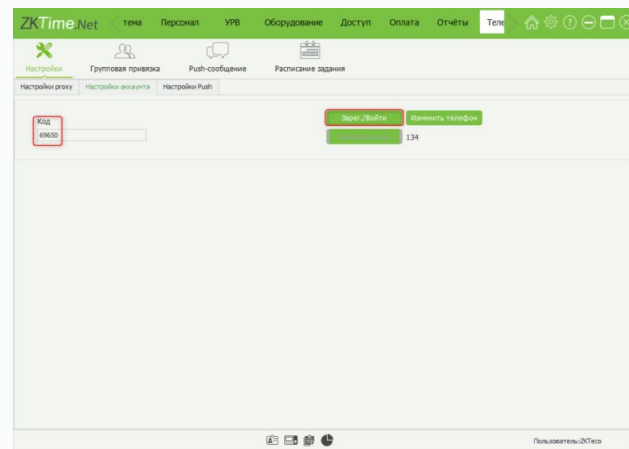 ZKTime.Net тема Персонал УРВ Оборудование Доступ Оплата Отчёты Теле
Настройки Групповая привязка Push-сообщение Расписание задания
Настройки proxy Настройки аккаунта Настройки Push
Код
69650
Зарег./Войти Изменить телефон
134
Пользователь:ZKTeco